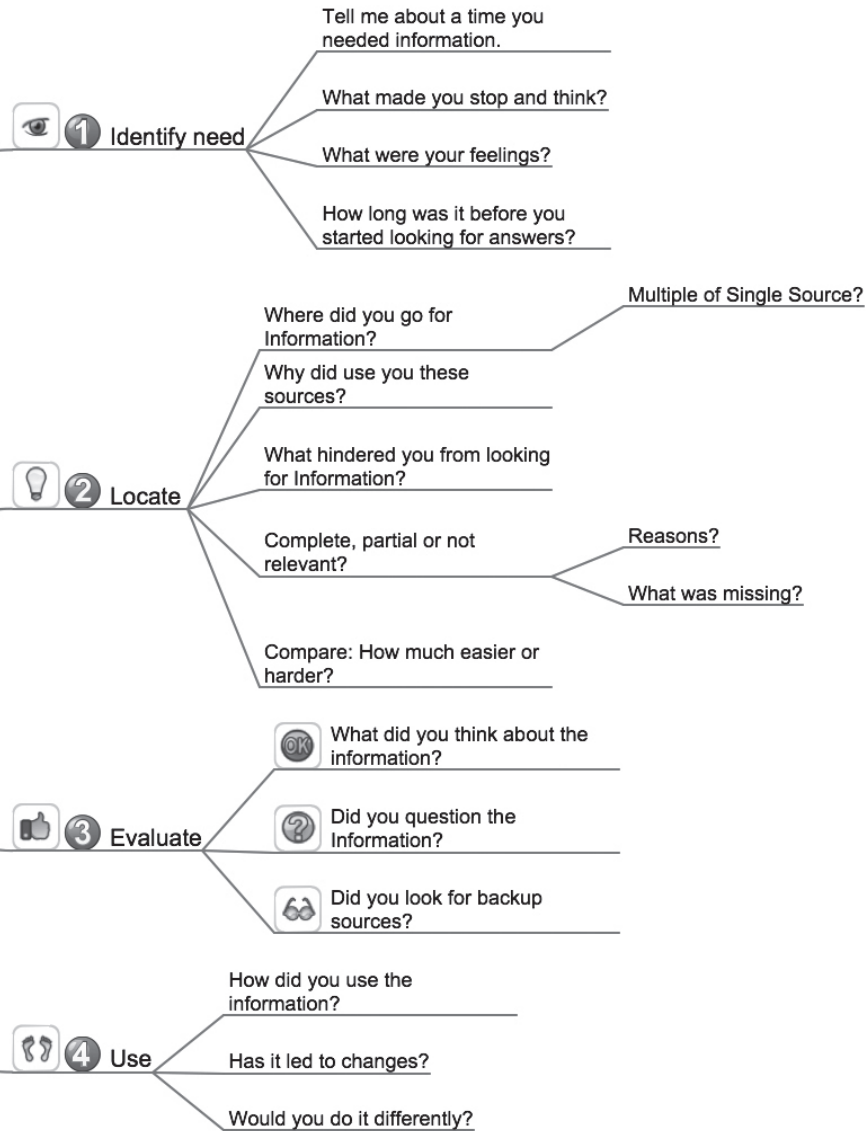 1 Identify need
Tell me about a time you
needed information.
What made you stop and think?
What were your feelings?
How long was it before you
started looking for answers?
2 Locate
Where did you go for
Information?
Multiple of Single Source?
Why did use you these
sources?
What hindered you from looking
for Information?
Complete, partial or not
relevant?
Reasons?
What was missing?
Compare: How much easier or
harder?
3 Evaluate
OK
What did you think about the
information?
?
Did you question the
Information?
Did you look for backup
sources?
4 Use
How did you use the
information?
Has it led to changes?
Would you do it differently?